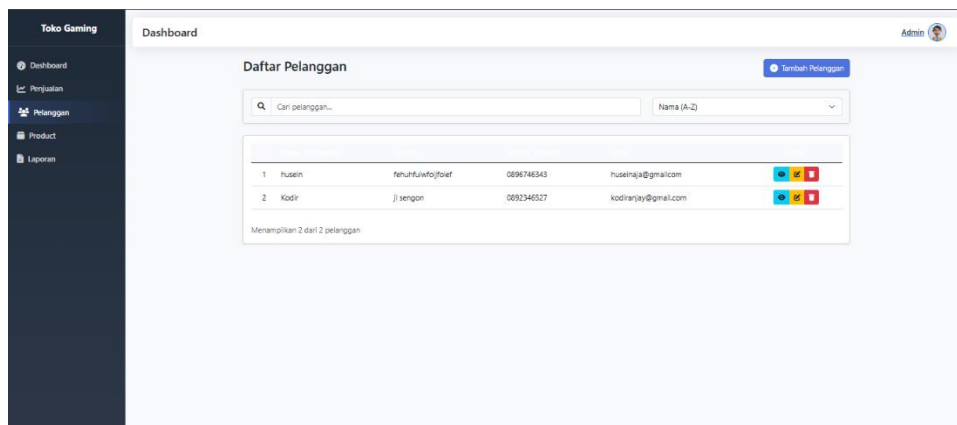 Toko Gaming
Dashboard
Admin
Dashboard
Penjualan
Pelanggan
Product
Laporan
Daftar Pelanggan
Tambah Pelanggan
Cari pelanggan...
Nama (A-Z)
1 husein fehuhfuiwfoijfoief 0896746343 huseinaja@gmailcom
2 Kodir jl sengon 0892346527 kodiranjay@gmail.com
Menampilkan 2 dari 2 pelanggan